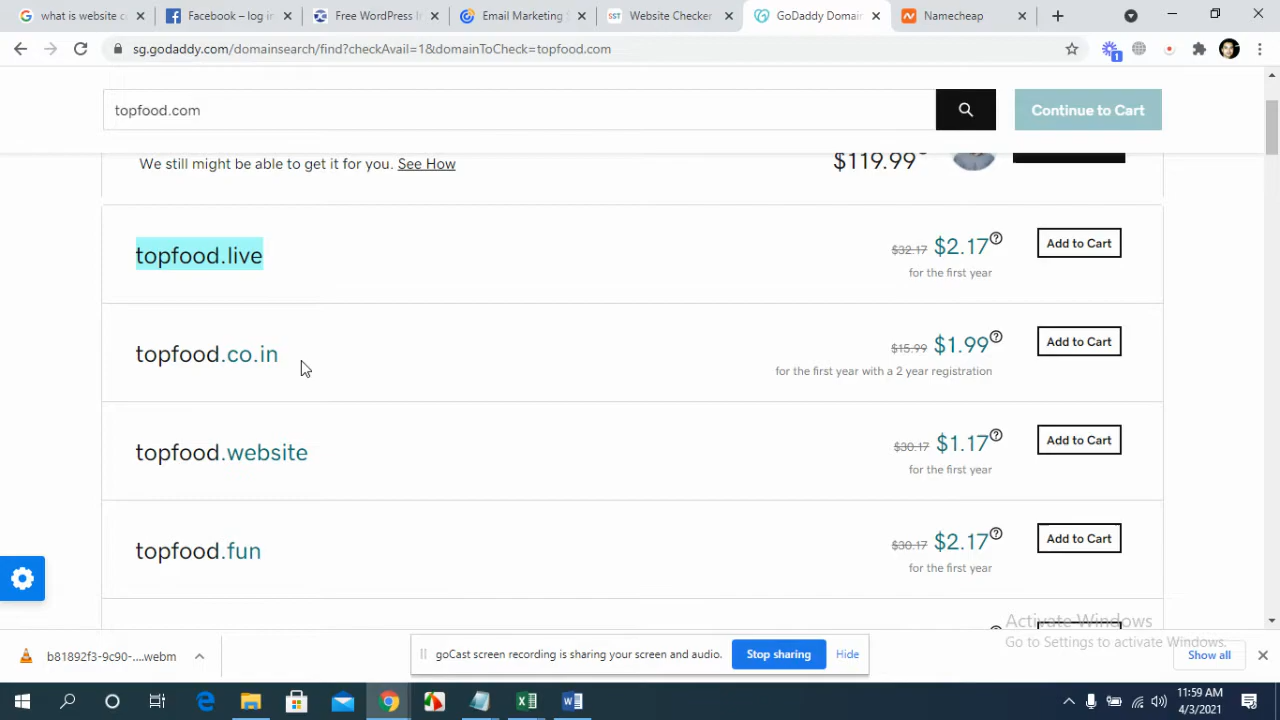 what is website c
Facebook – log in
Free WordPress I
Email Marketing S
SST
Website Checker
GoDaddy Domai
Namecheap
sg.godaddy.com/domainsearch/find?checkAvail=1&domainToCheck=topfood.com
1
topfood.com
Continue to Cart
We still might be able to get it for you. See How
$119.99
topfood.live
$32.17 $2.17
for the first year
Add to Cart
topfood.co.in
$15.99 $1.99
for the first year with a 2 year registration
Add to Cart
topfood.website
$30.17 $1.17
for the first year
Add to Cart
topfood.fun
$30.17 $2.17
for the first year
Add to Cart
Activate Windows
Go to Settings to activate Windows.
b81892f3-9c90-....webm
goCast screen recording is sharing your screen and audio.
Stop sharing
Hide
Show all
11:59 AM
4/3/2021